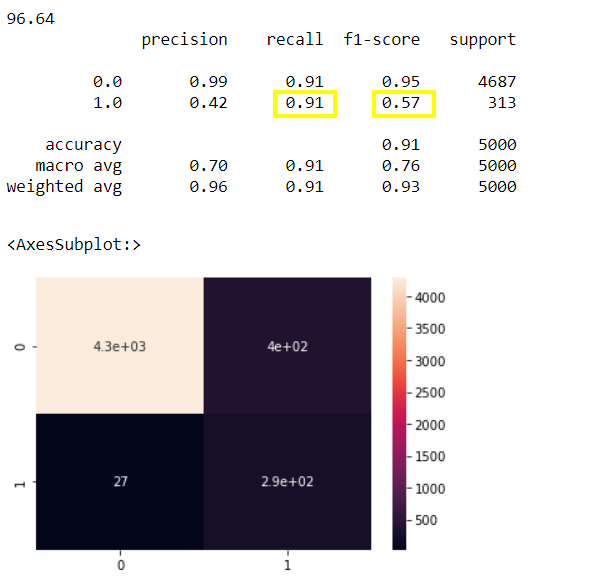 96.64
precision recall f1-score support
0.0 0.99 0.91 0.95 4687
1.0 0.42 0.91 0.57 313
accuracy 0.91 5000
macro avg 0.70 0.91 0.76 5000
weighted avg 0.96 0.91 0.93 5000
<AxesSubplot:>
4000
3500
0 4.3e+03 4e+02
3000
2500
2000
1500
1 27 2.9e+02
1000
500
0 1